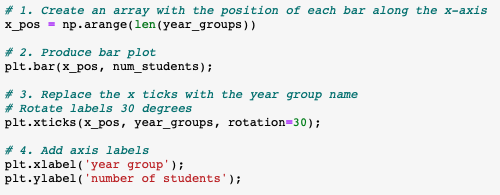 # 1. Create an array with the position of each bar along the x-axis
x_pos = np.arange(len(year_groups))
# 2. Produce bar plot
plt.bar(x_pos, num_students);
# 3. Replace the x ticks with the year group name
# Rotate labels 30 degrees
plt.xticks(x_pos, year_groups, rotation=30);
# 4. Add axis labels
plt.xlabel('year group');
plt.ylabel('number of students');